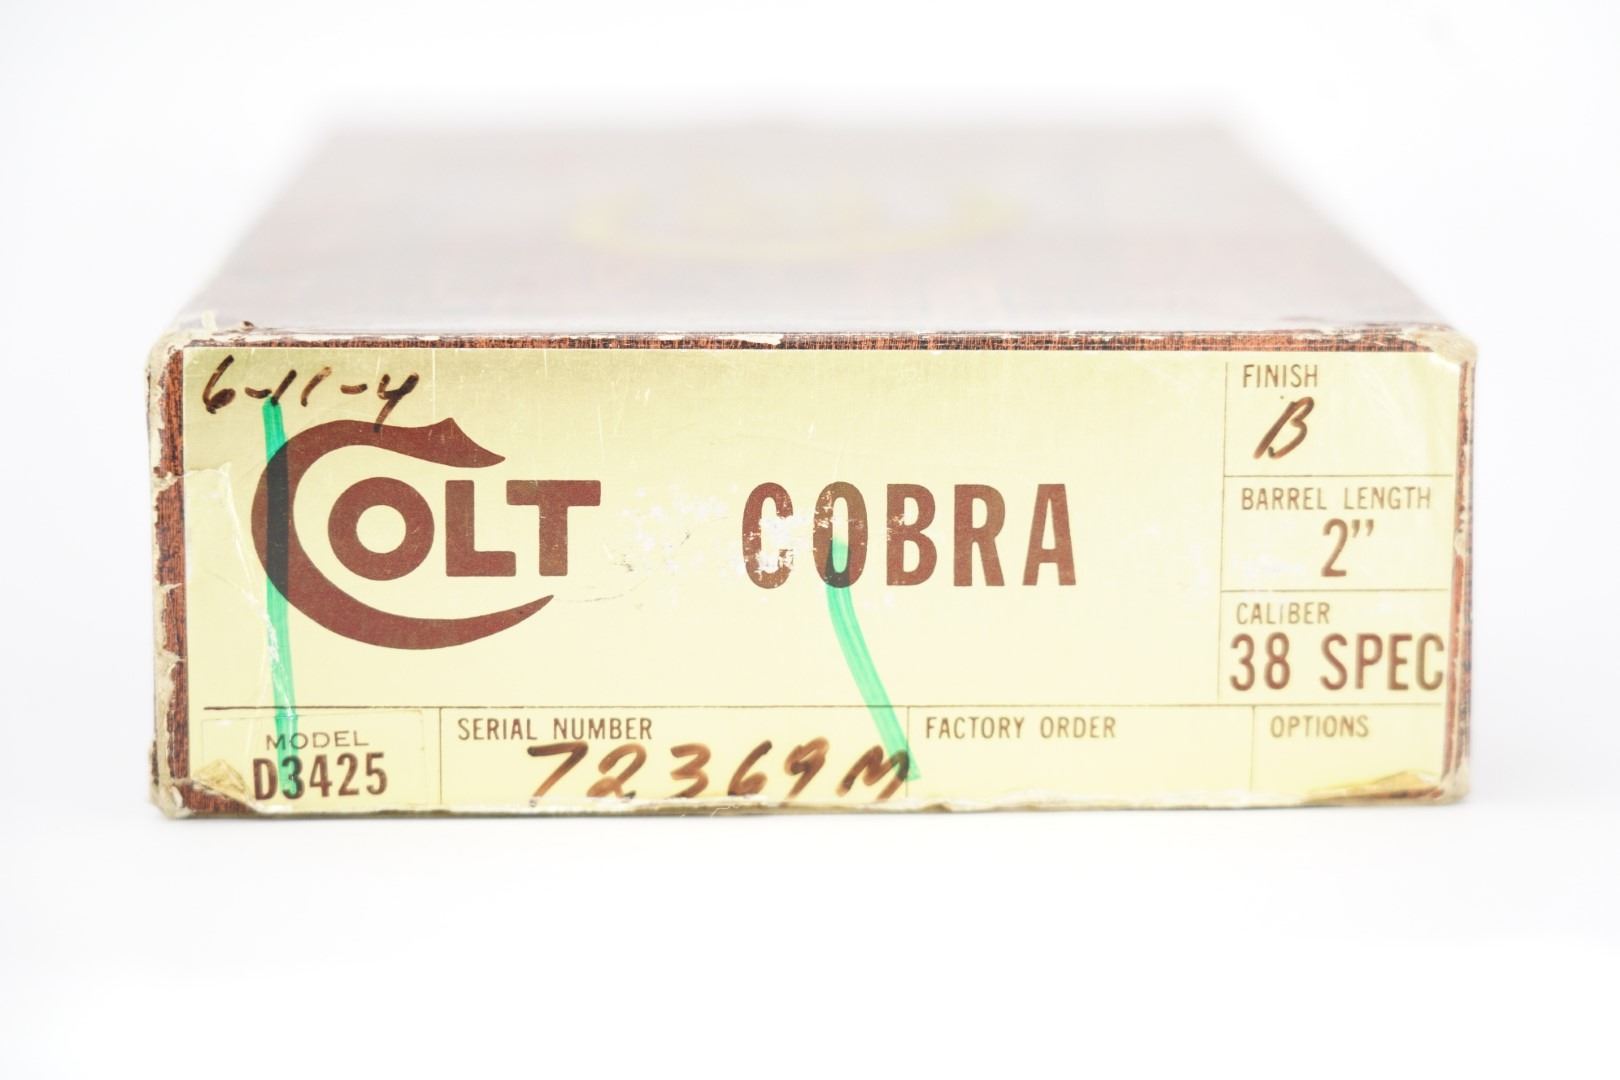 6-11-4
COLT COBRA
FINISH
B
BARREL LENGTH
2"
CALIBER
38 SPEC
MODEL
D3425
SERIAL NUMBER
72369M
FACTORY ORDER
OPTIONS